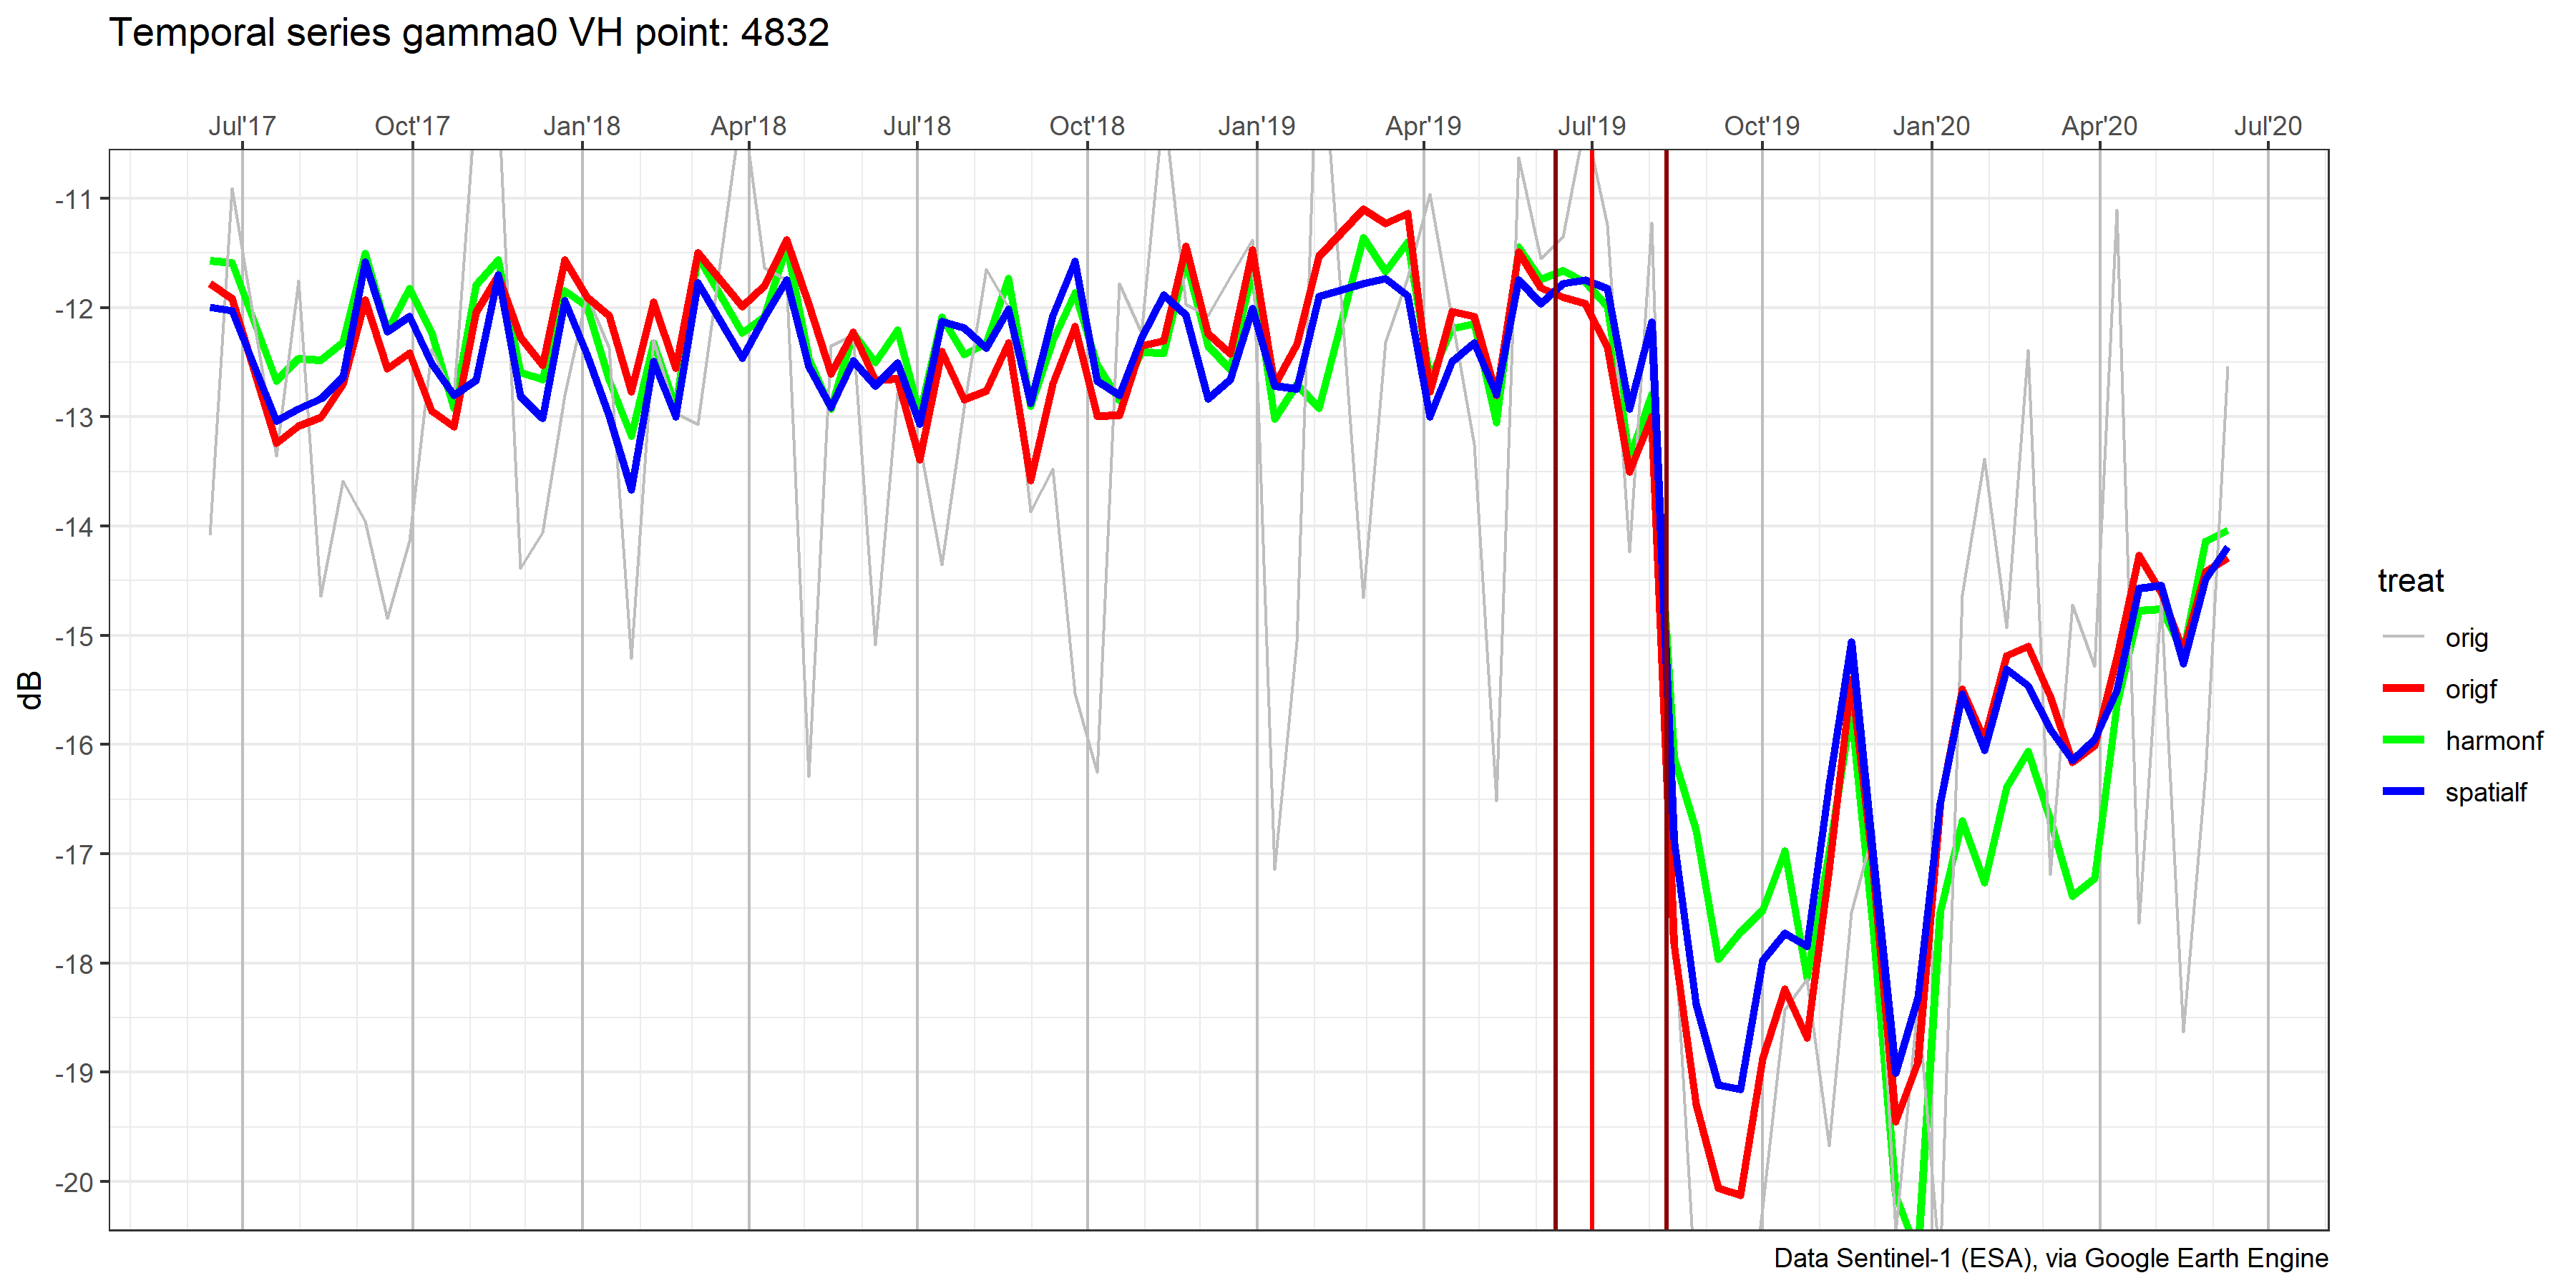 Temporal series gamma0 VH point: 4832
Jul'17 Oct'17 Jan'18 Apr'18 Jul'18 Oct'18 Jan'19 Apr'19 Jul'19 Oct'19 Jan'20 Apr'20 Jul'20
-11
-12
-13
-14
-15
-16
-17
-18
-19
-20
dB
treat
orig
origf
harmonf
spatialf
Data Sentinel-1 (ESA), via Google Earth Engine